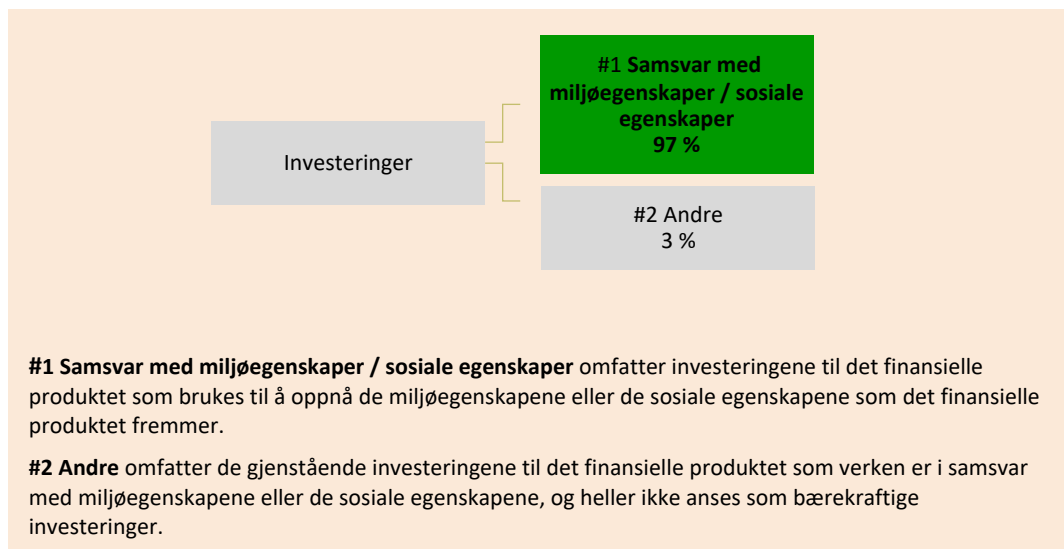 #1 Samsvar med
miljøegenskaper / sosiale
egenskaper
97 %
Investeringer
#2 Andre
3 %
#1 Samsvar med miljøegenskaper / sosiale egenskaper omfatter investeringene til det finansielle
produktet som brukes til å oppnå de miljøegenskapene eller de sosiale egenskapene som det finansielle
produktet fremmer.
#2 Andre omfatter de gjenstående investeringene til det finansielle produktet som verken er i samsvar
med miljøegenskapene eller de sosiale egenskapene, og heller ikke anses som bærekraftige
investeringer.